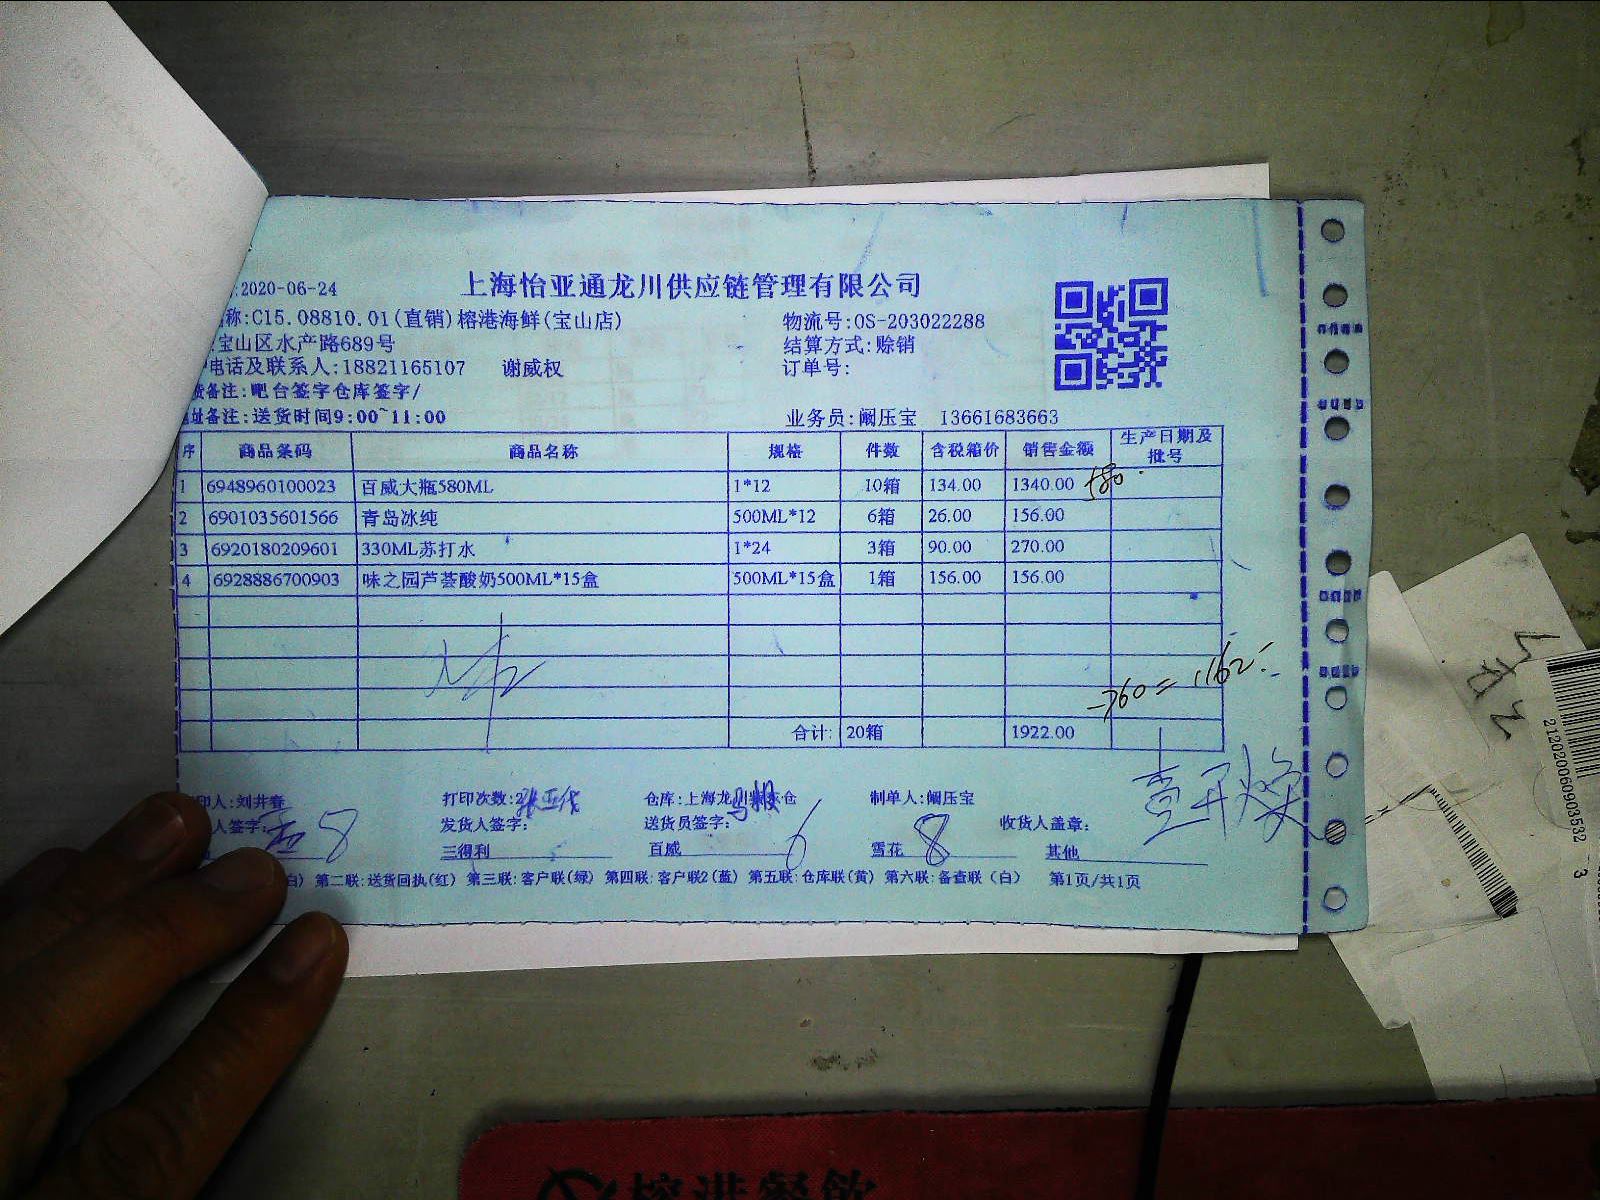 上海怡亚通龙川供应链管理有限公司
:2020-06-24
称:C15.08810.01(直销)榕港海鲜(宝山店)
物流号:OS-203022288
宝山区水产路689号
结算方式:赊销
电话及联系人:18821165107 谢威权
订单号:
备注:吧台签字仓库签字/
址备注:送货时间9:00~11:00
业务员:阚压宝 13661683663
序 商品条码 商品名称 规格 件数 含税箱价 销售金额 生产日期及批号
1 6948960100023 百威大瓶580ML 1*12 10箱 134.00 1340.00 580
2 6901035601566 青岛冰纯 500ML*12 6箱 26.00 156.00
3 6920180209601 330ML苏打水 1*24 3箱 90.00 270.00
4 6928886700903 味之园芦荟酸奶500ML*15盒 500ML*15盒 1箱 156.00 156.00
-760=1162
合计: 20箱 1922.00
印人:刘井春 打印次数:2 仓库:上海龙川 仓 制单人:阚压宝
人签字: 发货人签字: 送货员签字: 收货人盖章:
8 三得利 百威 6 雪花 8 其他
白) 第二联:送货回执(红) 第三联:客户联(绿) 第四联:客户联2(蓝) 第五联:仓库联(黄) 第六联:备查联(白) 第1页/共1页
212020060903532 3
榕港餐饮